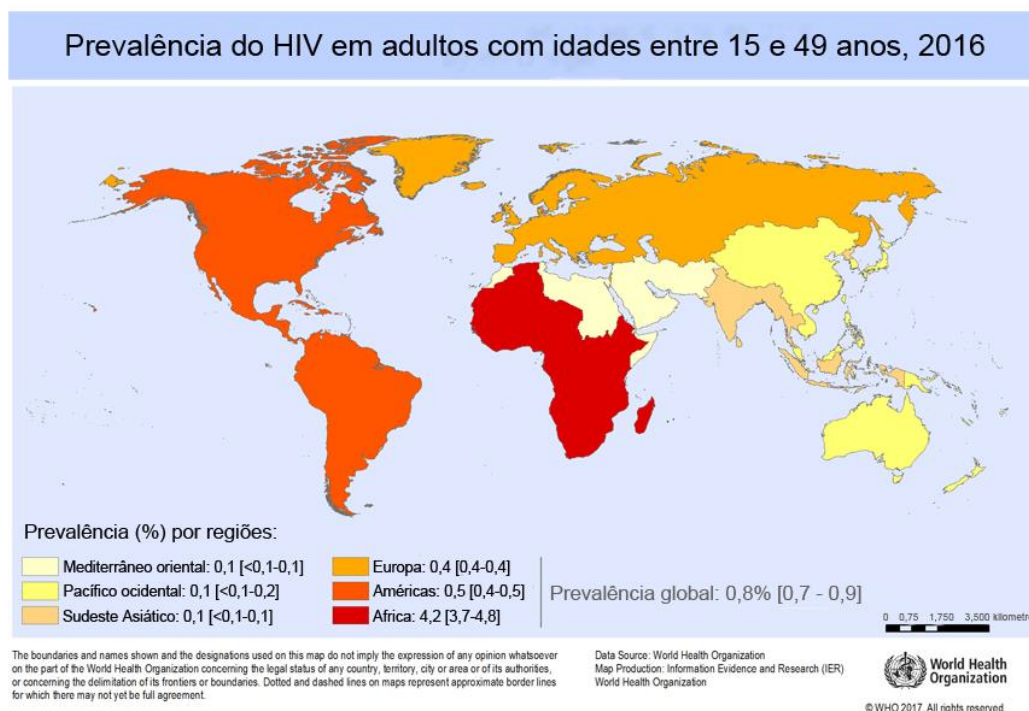 Prevalência do HIV em adultos com idades entre 15 e 49 anos, 2016
Prevalência (%) por regiões:
Mediterrâneo oriental: 0,1 [<0,1-0,1]
Pacífico ocidental: 0,1 [<0,1-0,2]
Sudeste Asiático: 0,1 [<0,1-0,1]
Europa: 0,4 [0,4-0,4]
Américas: 0,5 [0,4-0,5]
Africa: 4,2 [3,7-4,8]
Prevalência global: 0,8% [0,7 - 0,9]
0 0,75 1,750 3,500 kilometre
The boundaries and names shown and the designations used on this map do not imply the expression of any opinion whatsoever
on the part of the World Health Organization concerning the legal status of any country, territory, city or area or of its authorities,
or concerning the delimitation of its frontiers or boundaries. Dotted and dashed lines on maps represent approximate border lines
for which there may not yet be full agreement.
Data Source: World Health Organization
Map Production: Information Evidence and Research (IER)
World Health Organization
World Health
Organization
© WHO 2017. All rights reserved.